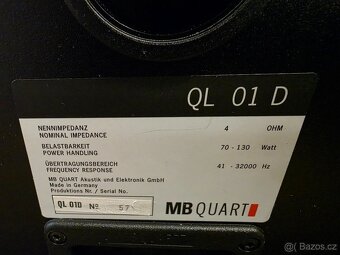 QL 01 D
NENNIMPEDANZ
NOMINAL IMPEDANCE 4 OHM
BELASTBARKEIT
POWER HANDLING 70 - 130 Watt
ÜBERTRAGUNGSBEREICH
FREQUENCY RESPONSE 41 - 32000 Hz
MB QUART Akustik und Elektronik GmbH
Made in Germany
Produktions Nr. / Serial No.
QL 01D Nº 57
MB QUART
Bazoš.cz